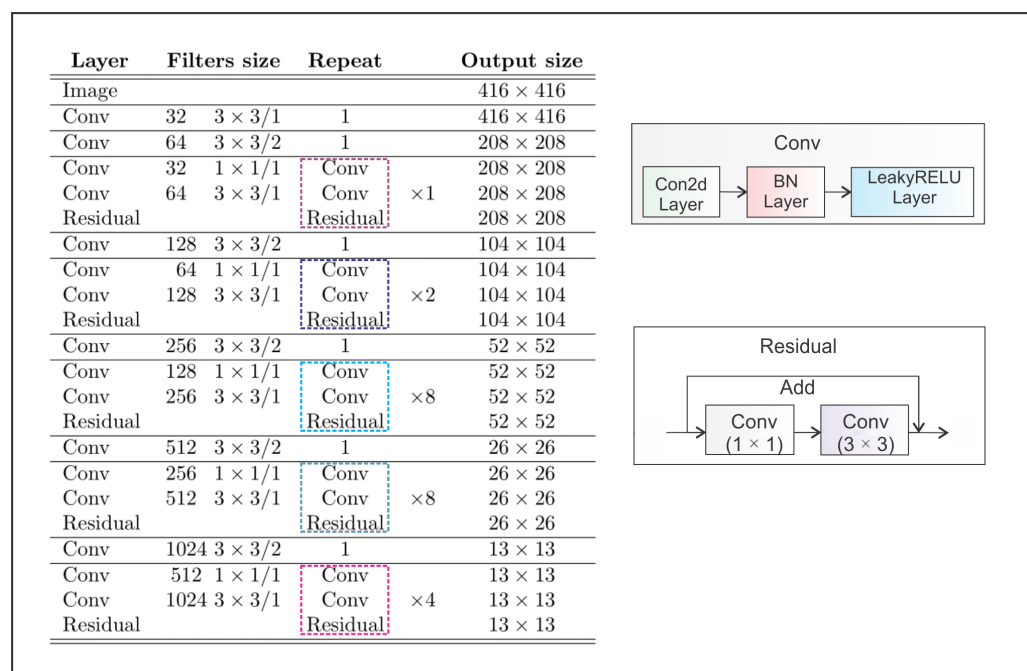 Layer Filters size Repeat Output size
Image 416 × 416
Conv 32 3 × 3/1 1 416 × 416
Conv 64 3 × 3/2 1 208 × 208
Conv 32 1 × 1/1 Conv 208 × 208
Conv 64 3 × 3/1 Conv ×1 208 × 208
Residual Residual 208 × 208
Conv 128 3 × 3/2 1 104 × 104
Conv 64 1 × 1/1 Conv 104 × 104
Conv 128 3 × 3/1 Conv ×2 104 × 104
Residual Residual 104 × 104
Conv 256 3 × 3/2 1 52 × 52
Conv 128 1 × 1/1 Conv 52 × 52
Conv 256 3 × 3/1 Conv ×8 52 × 52
Residual Residual 52 × 52
Conv 512 3 × 3/2 1 26 × 26
Conv 256 1 × 1/1 Conv 26 × 26
Conv 512 3 × 3/1 Conv ×8 26 × 26
Residual Residual 26 × 26
Conv 1024 3 × 3/2 1 13 × 13
Conv 512 1 × 1/1 Conv 13 × 13
Conv 1024 3 × 3/1 Conv ×4 13 × 13
Residual Residual 13 × 13
Conv
Con2d
Layer
BN
Layer
LeakyRELU
Layer
Residual
Add
Conv
(1 × 1)
Conv
(3 × 3)